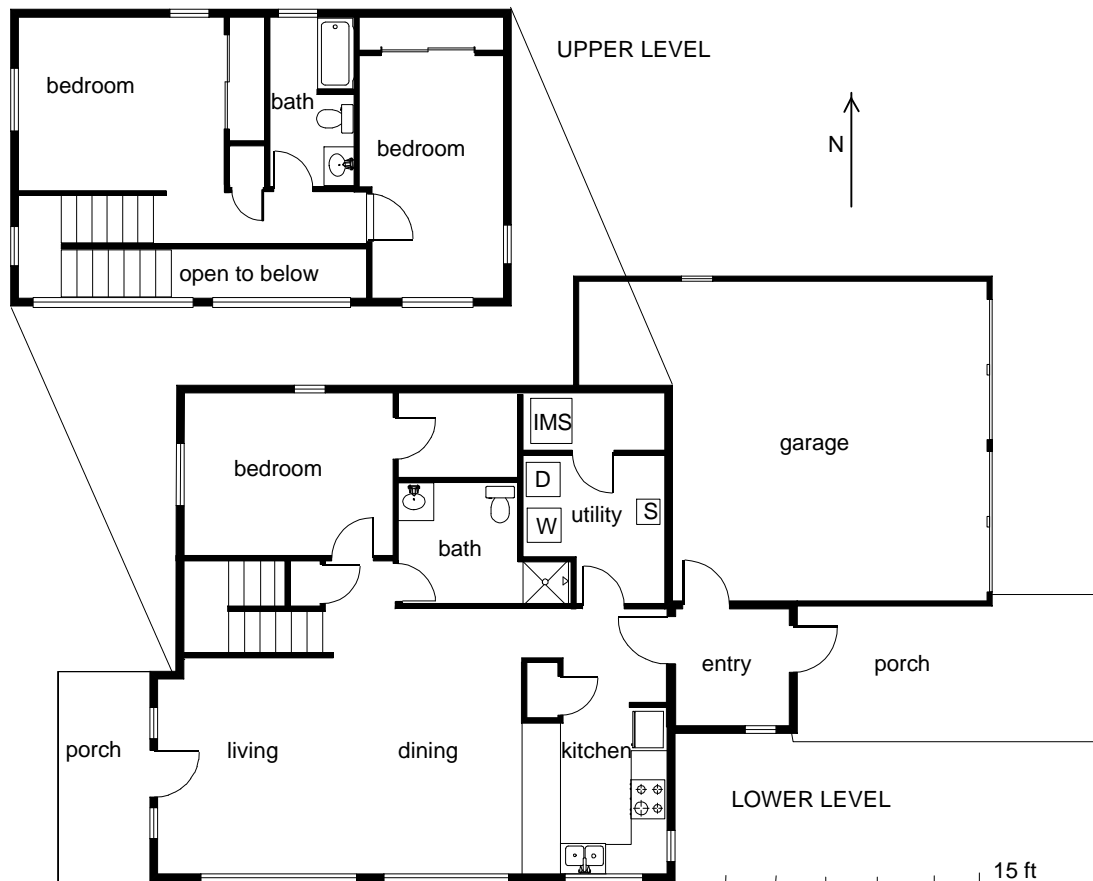 UPPER LEVEL
bedroom
bath
bedroom
N
open to below
IMS
garage
bedroom
D
utility
S
W
bath
entry
porch
porch
living
dining
kitchen
LOWER LEVEL
15 ft